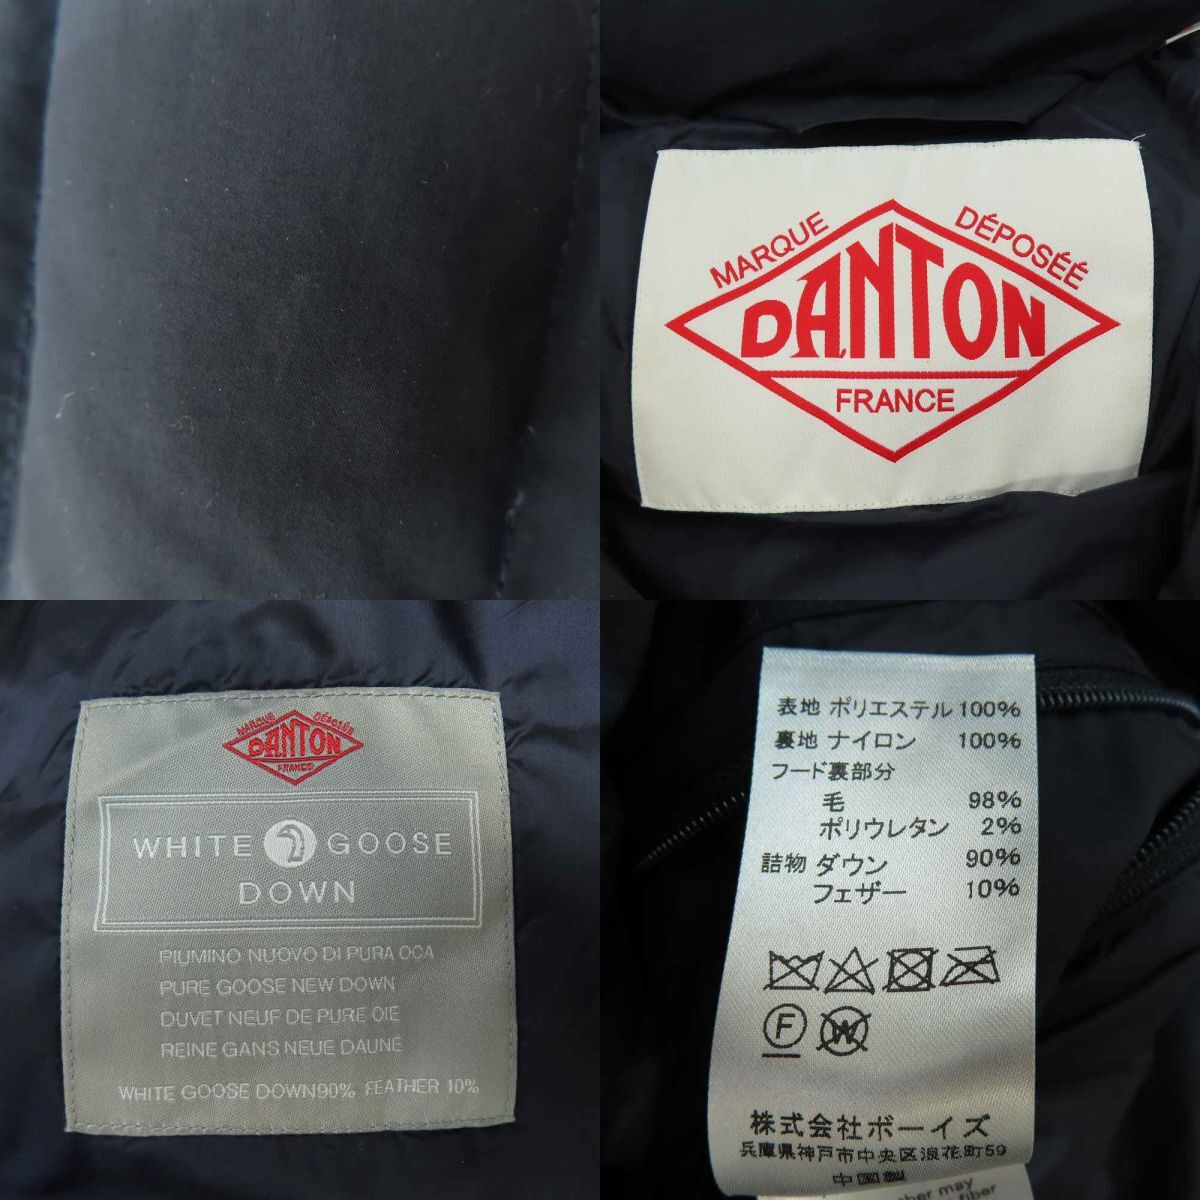 MARQUE DÉPOSÉE
DANTON
FRANCE
MARQUE DÉPOSÉE
DANTON
FRANCE
WHITE GOOSE
DOWN
PIUMINO NUOVO DI PURA OCA
PURE GOOSE NEW DOWN
DUVET NEUF DE PURE OIE
REINE GANS NEUE DAUNE
WHITE GOOSE DOWN90% FEATHER 10%
表地 ポリエステル 100%
裏地 ナイロン 100%
フード裏部分
毛 98%
ポリウレタン 2%
詰物 ダウン 90%
フェザー 10%
F W
株式会社ボーイズ
兵庫県神戸市中央区浪花町59
may